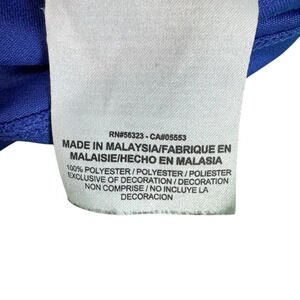 RN#56323 - CA#05553
MADE IN MALAYSIA/FABRIQUE EN
MALAISIE/HECHO EN MALASIA
100% POLYESTER / POLYESTER / POLIESTER
EXCLUSIVE OF DECORATION / DECORATION
NON COMPRISE / NO INCLUYE LA
DECORACION